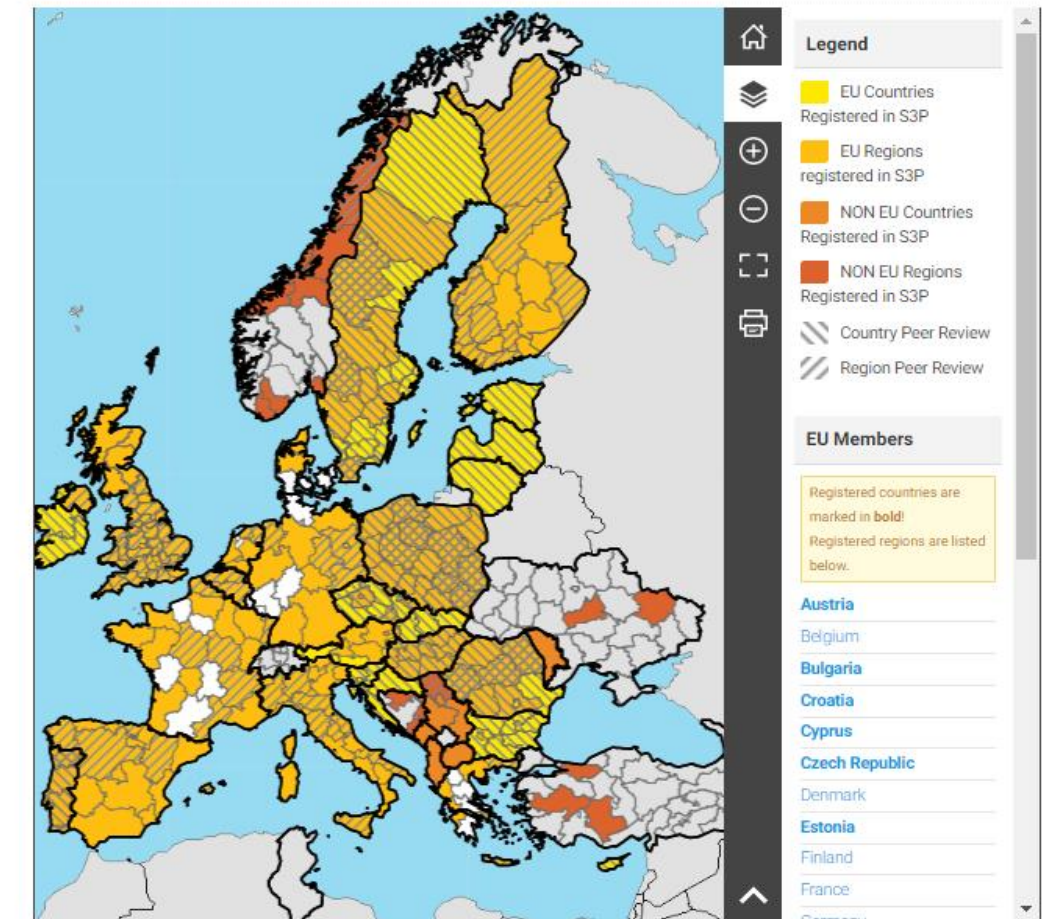 Legend
EU Countries
Registered in S3P
EU Regions
registered in S3P
NON EU Countries
Registered in S3P
NON EU Regions
Registered in S3P
Country Peer Review
Region Peer Review
EU Members
Registered countries are
marked in bold!
Registered regions are listed
below.
Austria
Belgium
Bulgaria
Croatia
Cyprus
Czech Republic
Denmark
Estonia
Finland
France